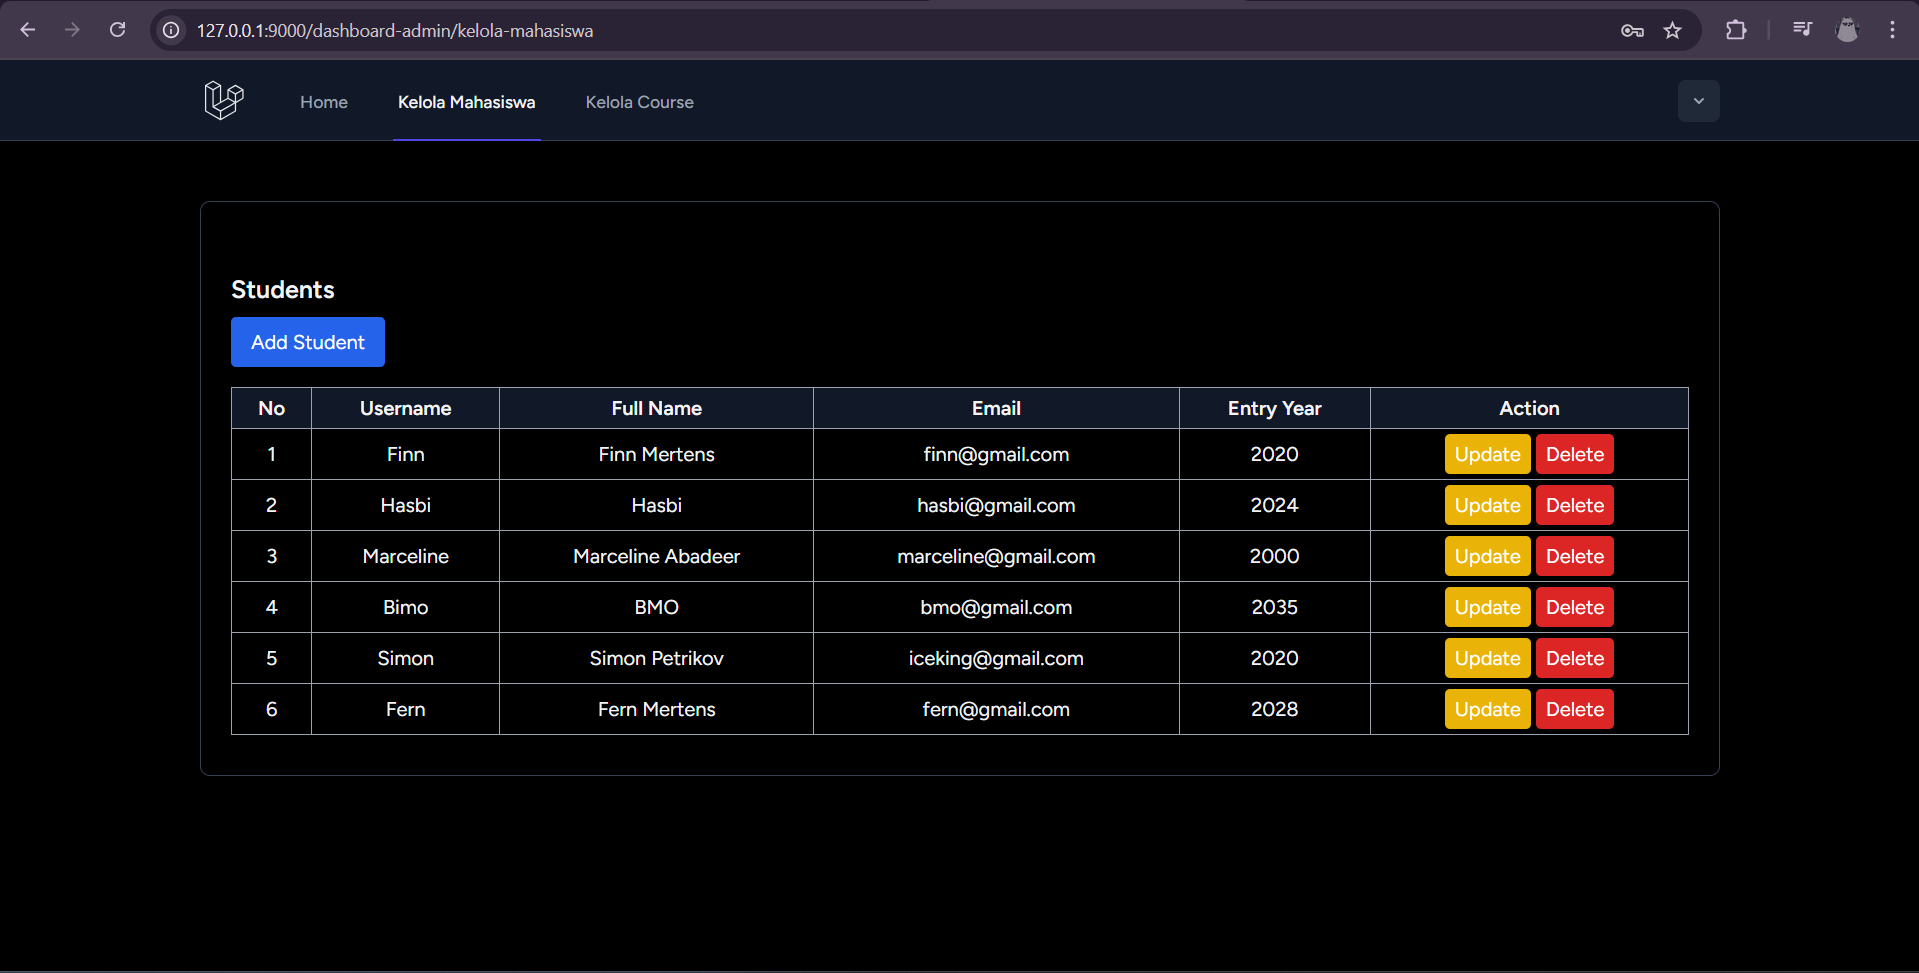 127.0.0.1:9000/dashboard-admin/kelola-mahasiswa
Home Kelola Mahasiswa Kelola Course
Students
Add Student
No Username Full Name Email Entry Year Action
1 Finn Finn Mertens finn@gmail.com 2020 Update Delete
2 Hasbi Hasbi hasbi@gmail.com 2024 Update Delete
3 Marceline Marceline Abadeer marceline@gmail.com 2000 Update Delete
4 Bimo BMO bmo@gmail.com 2035 Update Delete
5 Simon Simon Petrikov iceking@gmail.com 2020 Update Delete
6 Fern Fern Mertens fern@gmail.com 2028 Update Delete